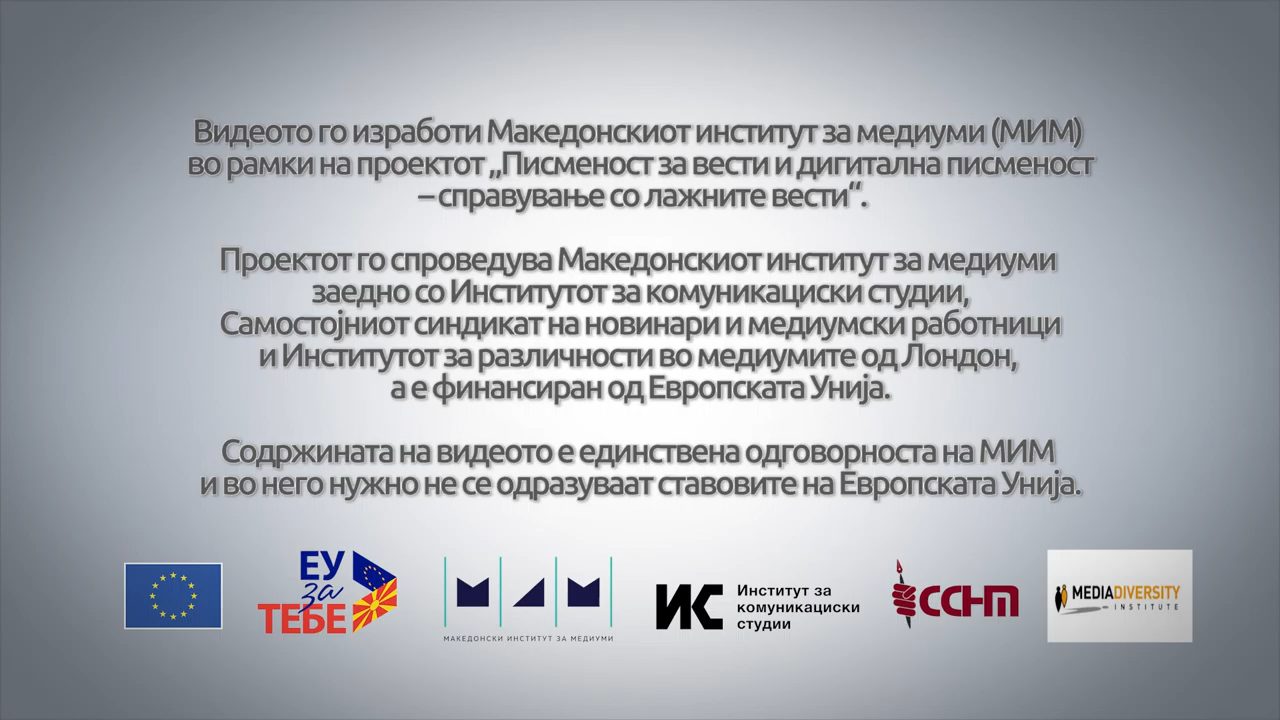 Видеото го изработи Македонскиот институт за медиуми (МИМ)
во рамки на проектот „Писменост за вести и дигитална писменост
– справување со лажните вести“.
Проектот го спроведува Македонскиот институт за медиуми
заедно со Институтот за комуникациски студии,
Самостојниот синдикат на новинари и медиумски работници
и Институтот за различности во медиумите од Лондон,
а е финансиран од Европската Унија.
Содржината на видеото е единствена одговорноста на МИМ
и во него нужно не се одразуваат ставовите на Европската Унија.
ЕУ
за
ТЕБЕ
МИМ
МАКЕДОНСКИ ИНСТИТУТ ЗА МЕДИУМИ
ИС
Институт за
комуникациски
студии
ССНМ
MEDIADIVERSITY
INSTITUTE